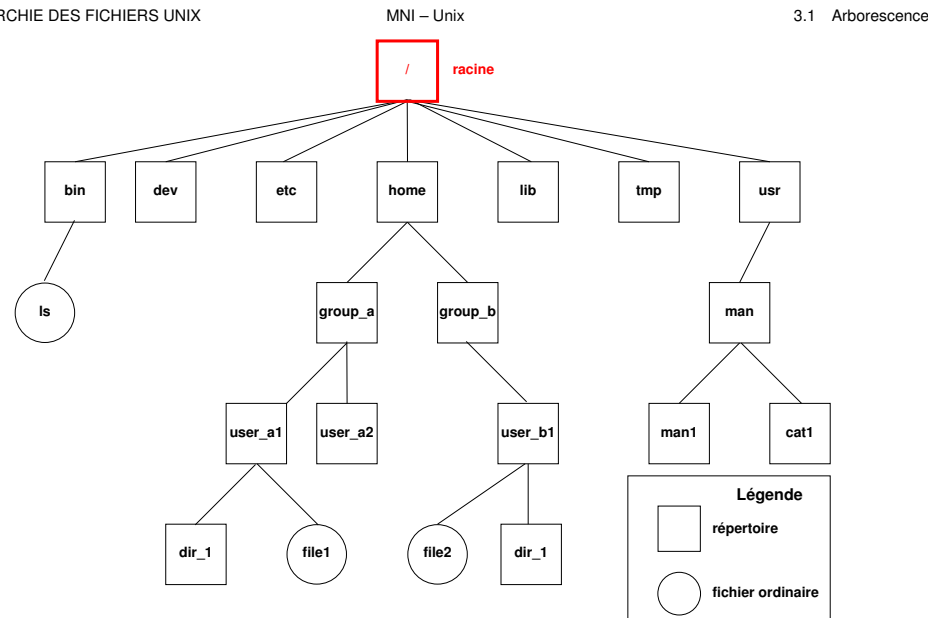 RCHIE DES FICHIERS UNIX MNI – Unix 3.1 Arborescence
/ racine
bin dev etc home lib tmp usr
ls group_a group_b man
user_a1 user_a2 user_b1 man1 cat1
Légende
répertoire
dir_1 file1 file2 dir_1
fichier ordinaire